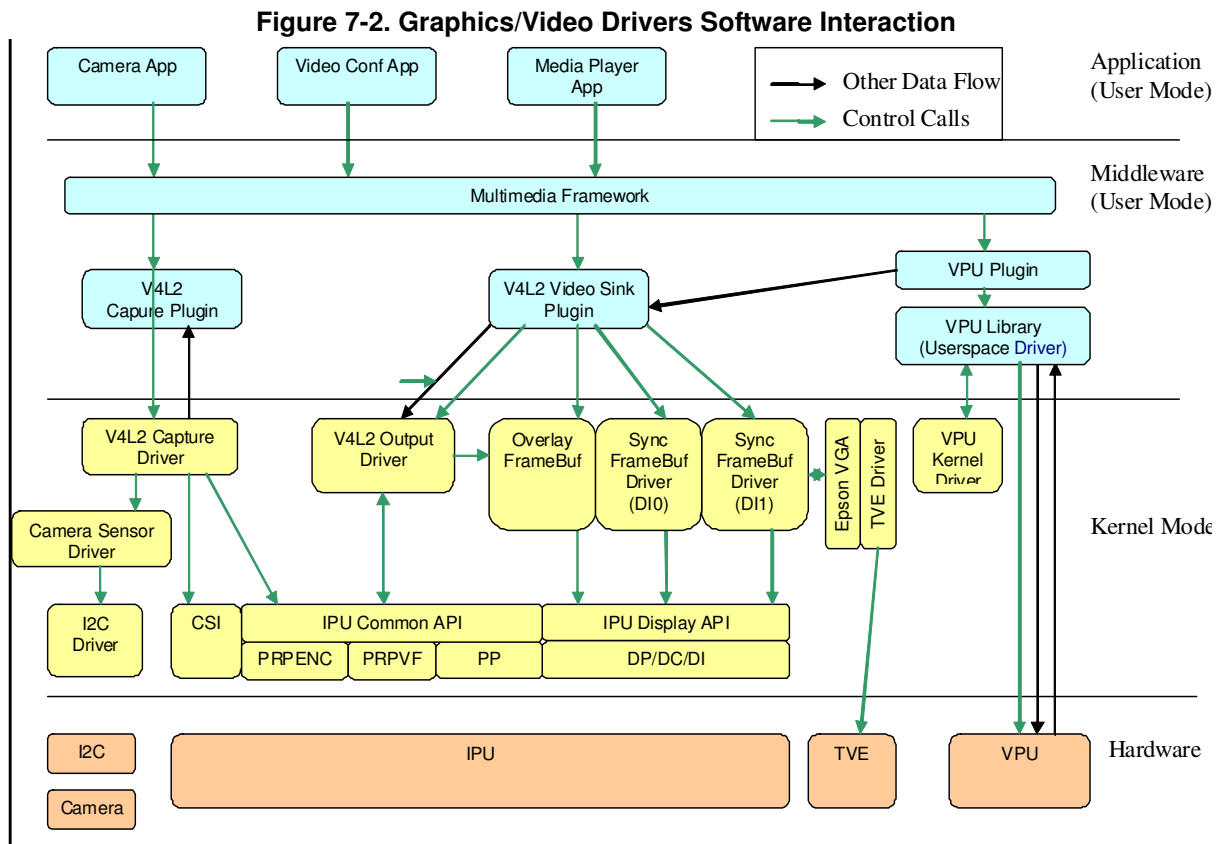 Figure 7-2. Graphics/Video Drivers Software Interaction
Camera App
Video Conf App
Media Player
App
Other Data Flow
Control Calls
Application
(User Mode)
Middleware
(User Mode)
Multimedia Framework
V4L2
Capure Plugin
V4L2 Video Sink
Plugin
VPU Plugin
VPU Library
(Userspace Driver)
V4L2 Capture
Driver
V4L2 Output
Driver
Overlay
FrameBuf
Sync
FrameBuf
Driver
(DI0)
Sync
FrameBuf
Driver
(DI1)
Epson VGA
TVE Driver
VPU
Kernel
Driver
Camera Sensor
Driver
Kernel Mode
I2C
Driver
CSI
IPU Common API
IPU Display API
PRPENC
PRPVF
PP
DP/DC/DI
I2C
Camera
IPU
TVE
VPU
Hardware